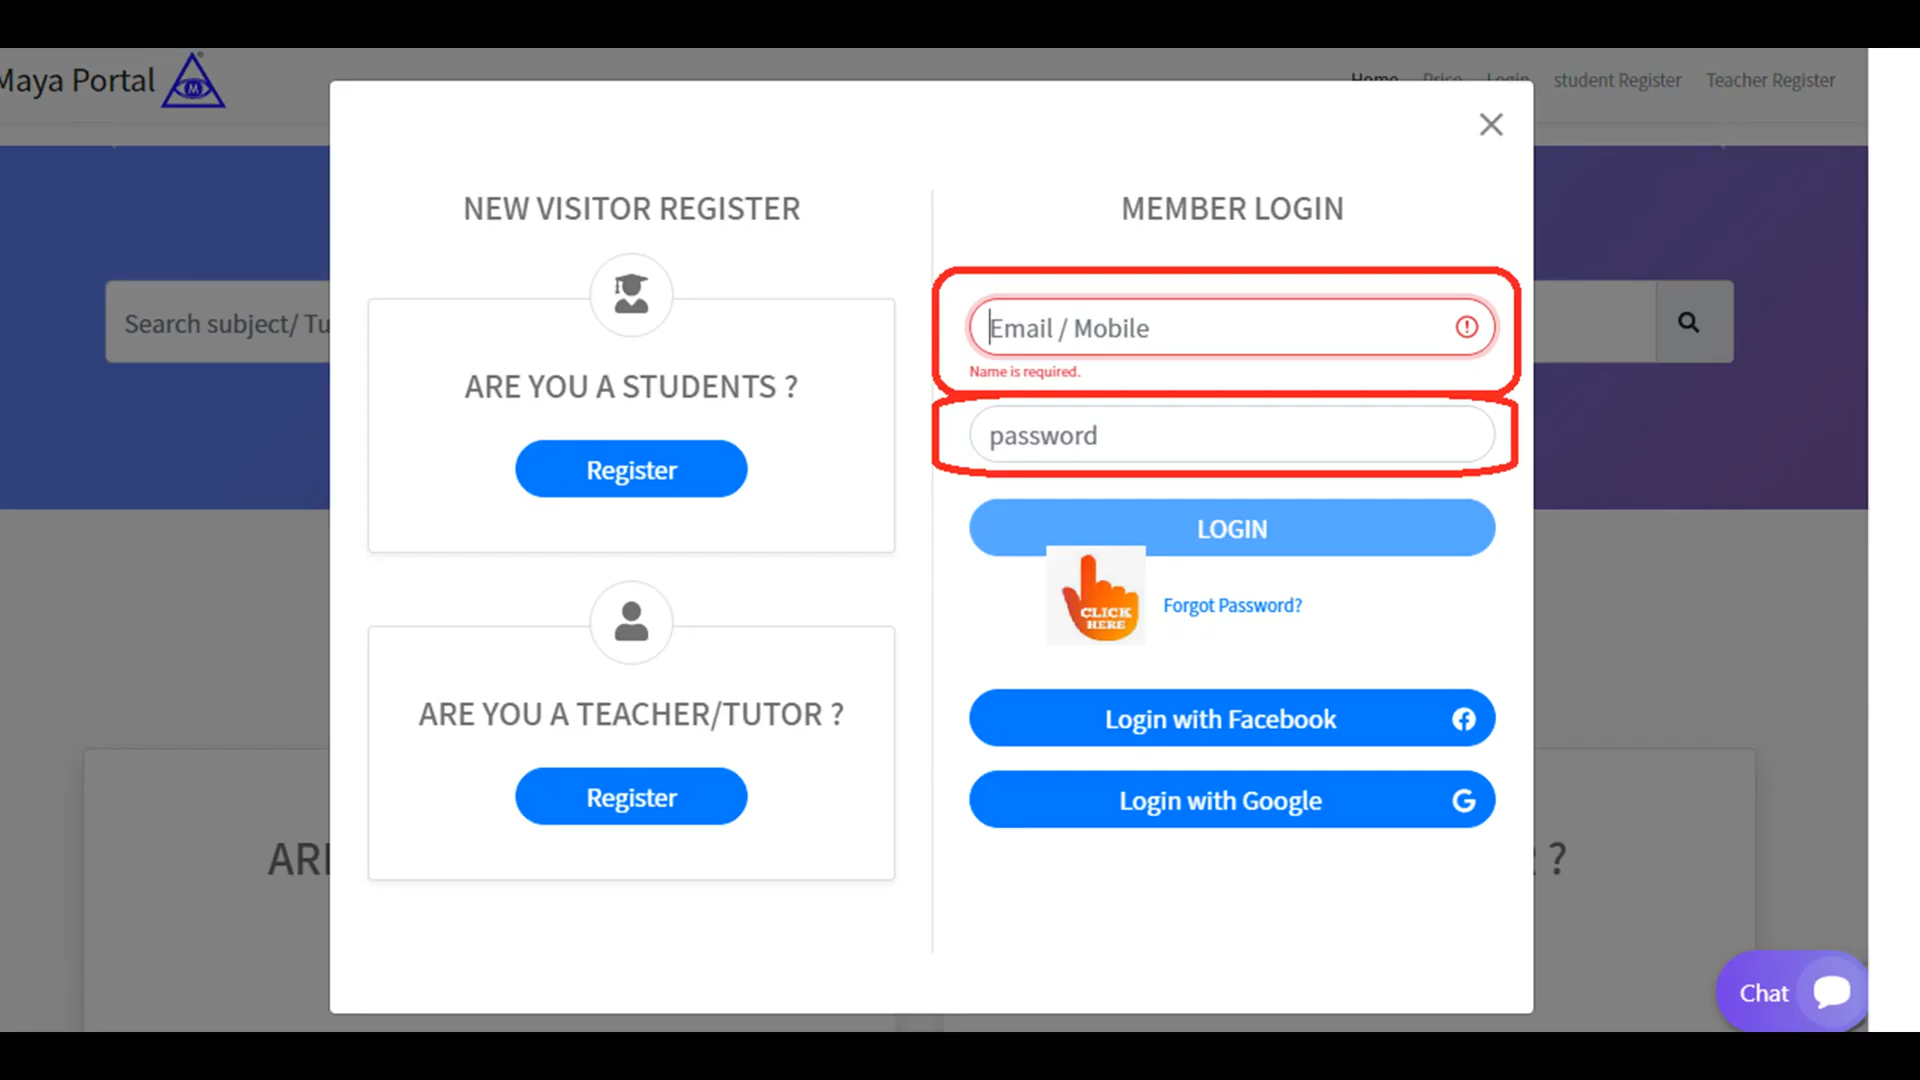 Maya Portal
M
Home Price Login student Register Teacher Register
NEW VISITOR REGISTER
MEMBER LOGIN
Search subject/ Tu
Email / Mobile
Name is required.
ARE YOU A STUDENTS ?
password
Register
LOGIN
CLICK
HERE
Forgot Password?
ARE YOU A TEACHER/TUTOR ?
Login with Facebook
Register
Login with Google
ARE
?
Chat